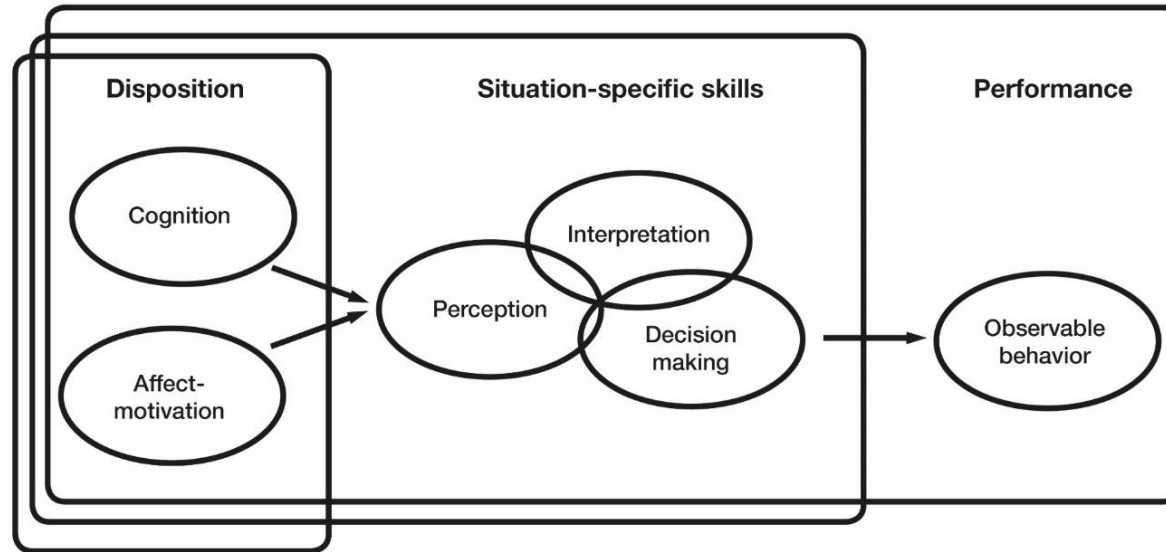 Disposition
Situation-specific skills
Performance
Cognition
Interpretation
Perception
Decision
making
Observable
behavior
Affect-
motivation